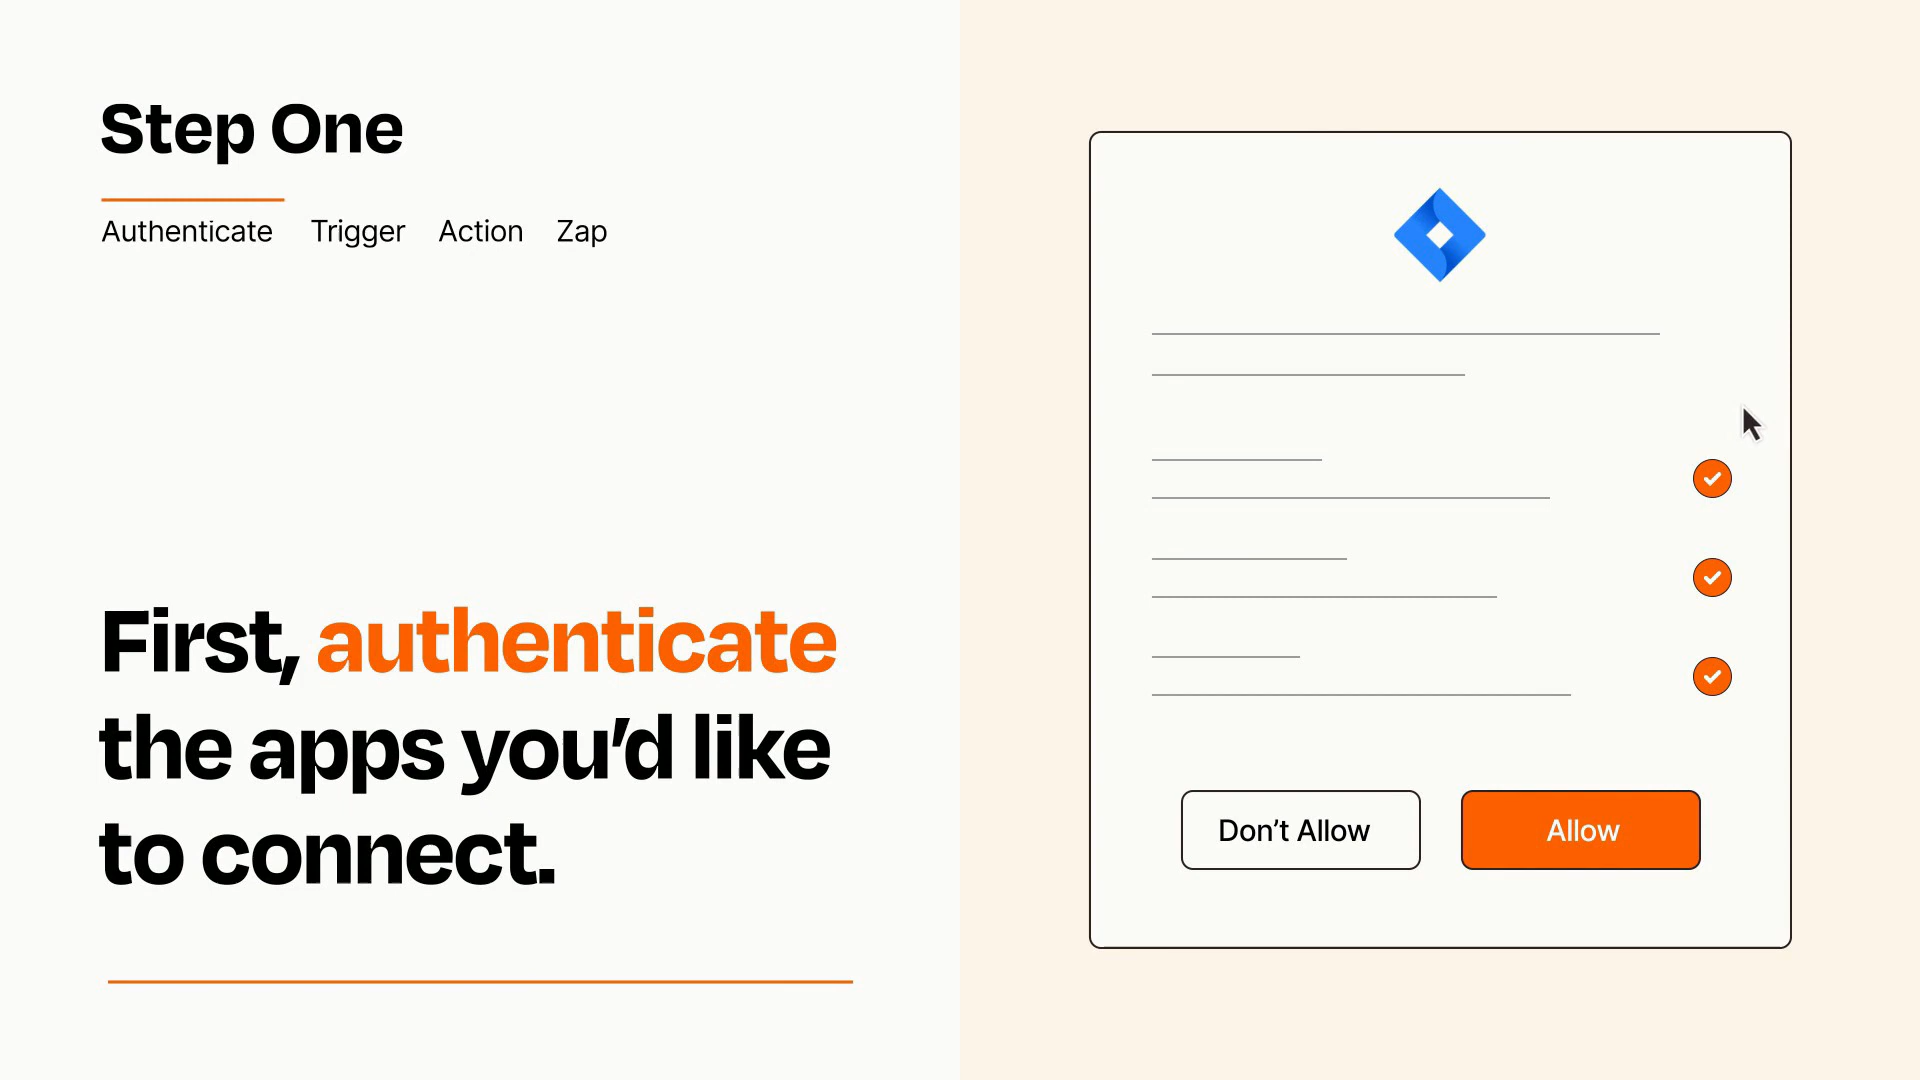 Step One
Authenticate Trigger Action Zap
First, authenticate
the apps you’d like
to connect.
Don’t Allow
Allow